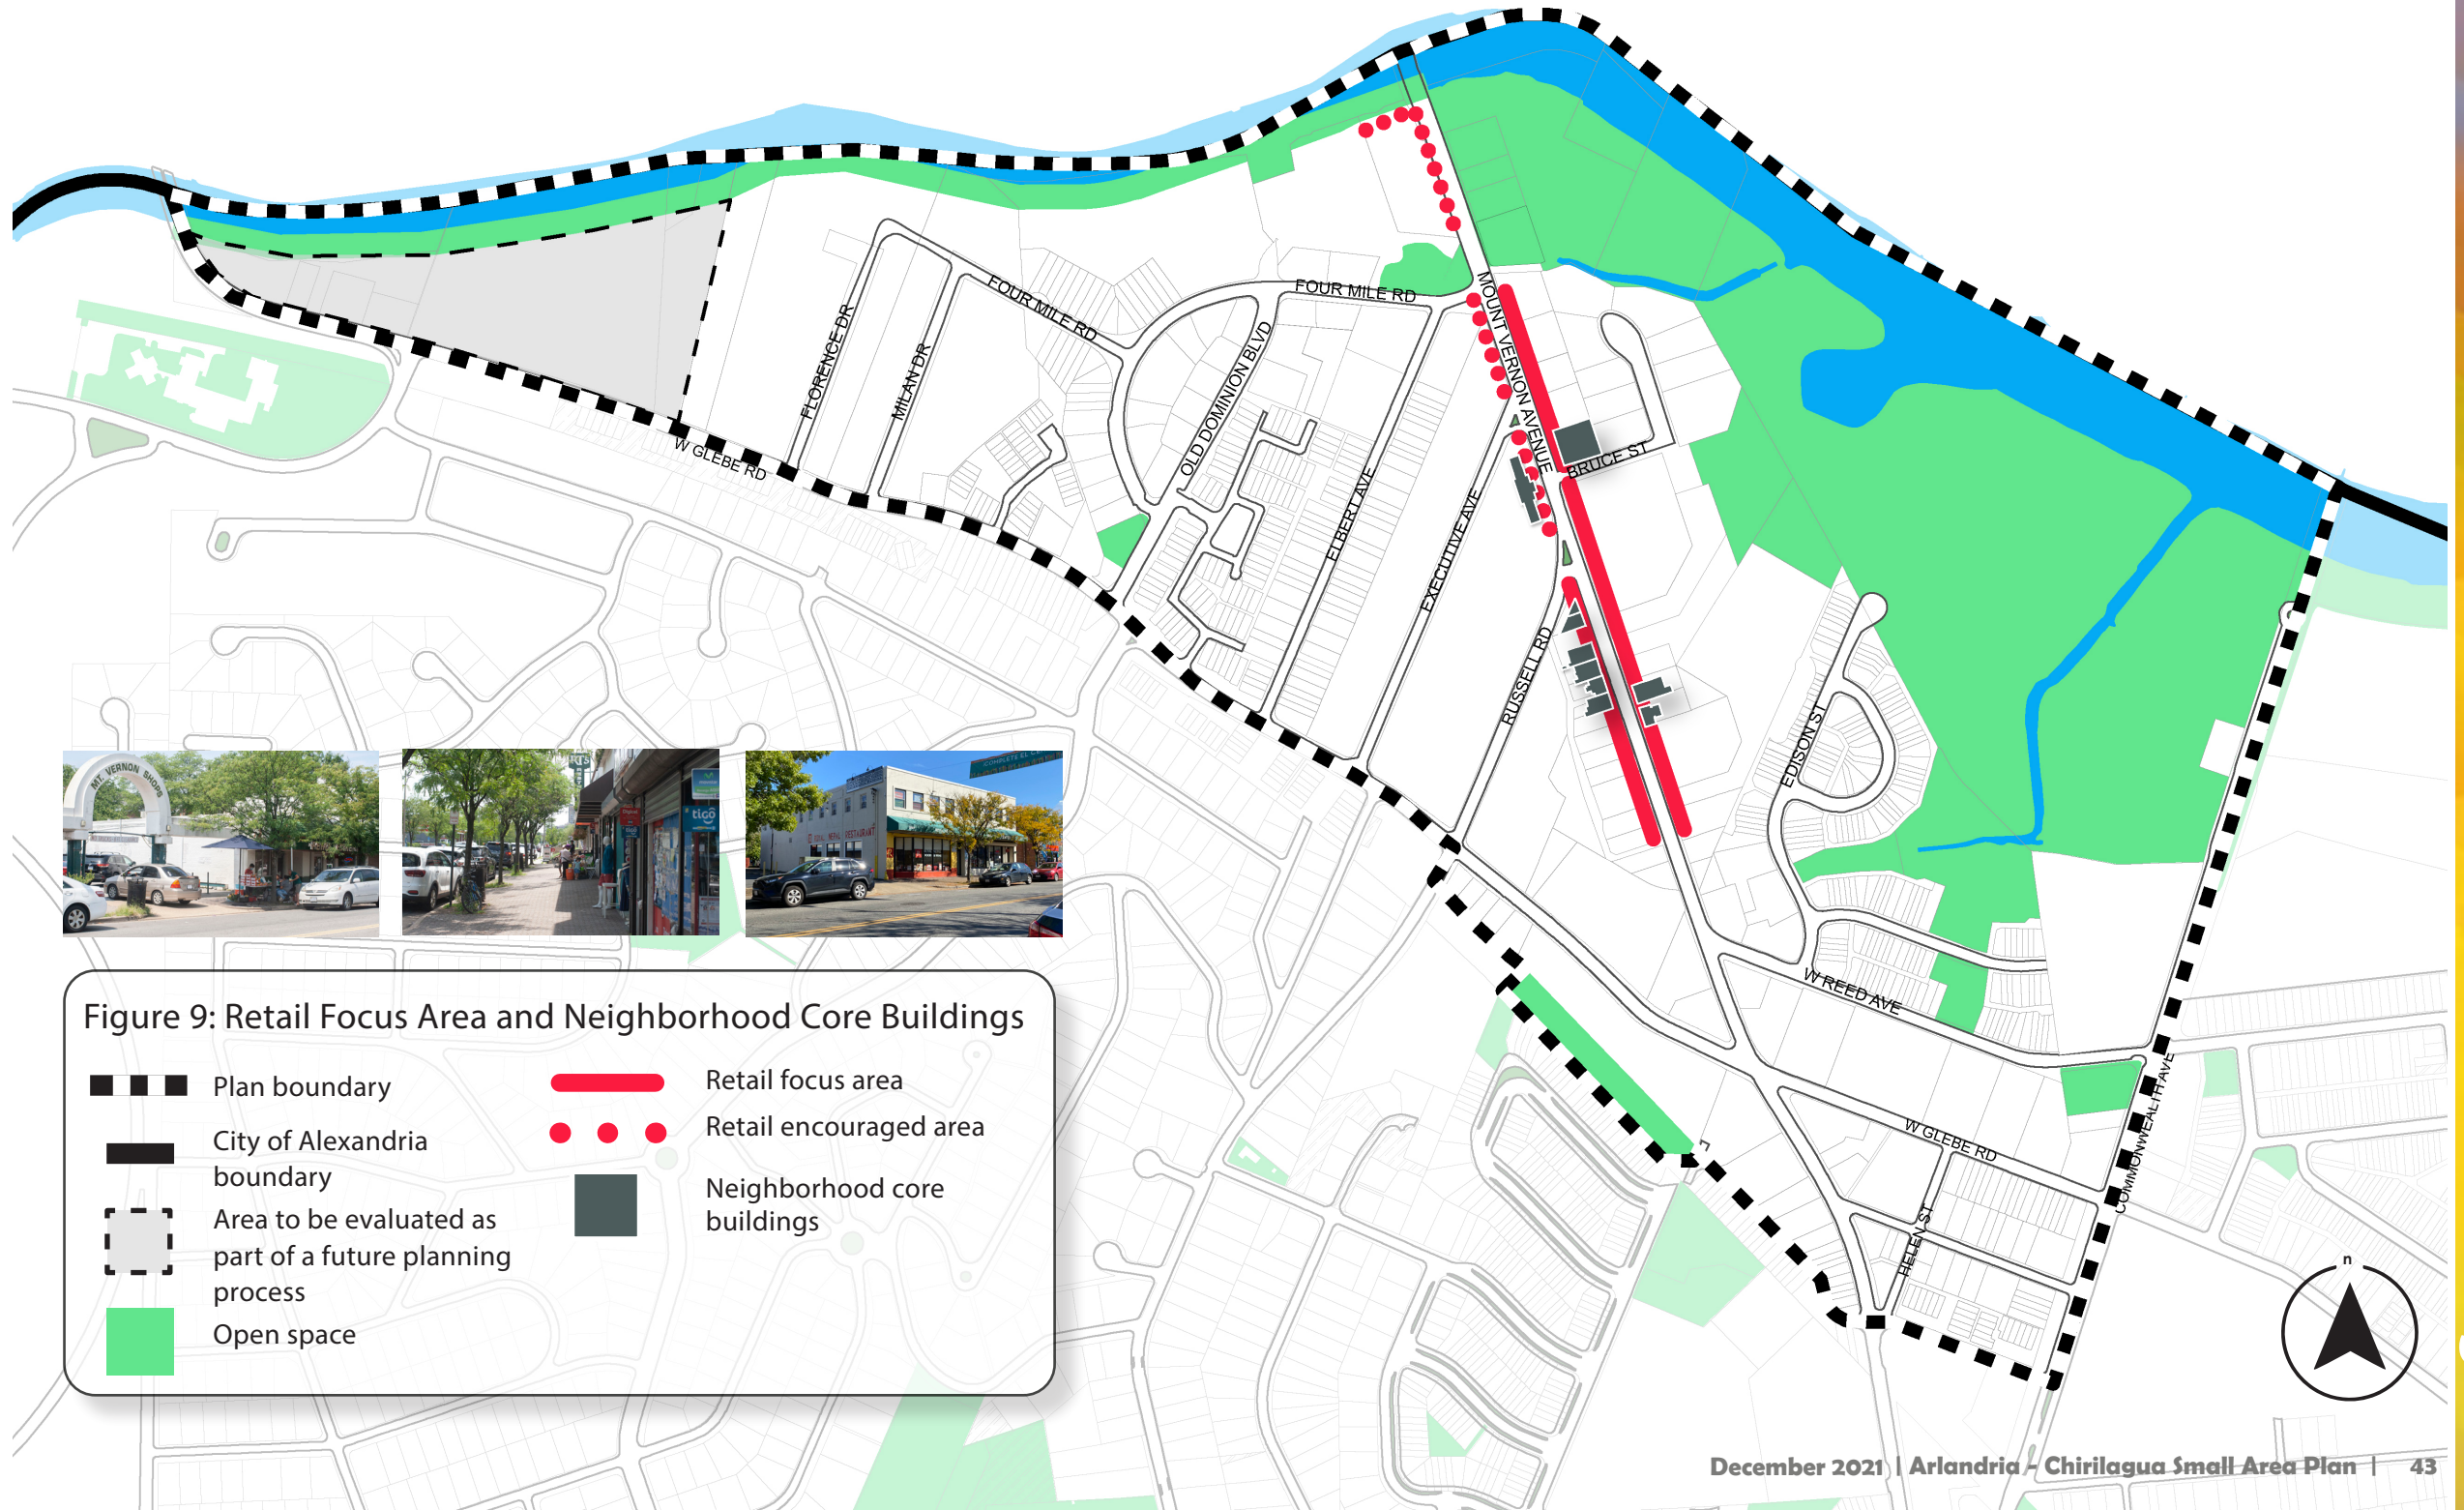 FOUR MILE RD
FOUR MILE RD
MOUNT VERNON AVENUE
FLORENCE DR
MILAN DR
OLD DOMINION BLVD
W GLEBE RD
BRUCE ST
ELBERT AVE
EXECUTIVE AVE
RUSSELL RD
EDISON ST
W REED AVE
W GLEBE RD
HELEN ST
COMMONWEALTH AVE
MT. VERNON SHOPS
tigo
Figure 9: Retail Focus Area and Neighborhood Core Buildings
Plan boundary
City of Alexandria
boundary
Area to be evaluated as
part of a future planning
process
Open space
Retail focus area
Retail encouraged area
Neighborhood core
buildings
n
December 2021 | Arlandria - Chirilagua Small Area Plan | 43